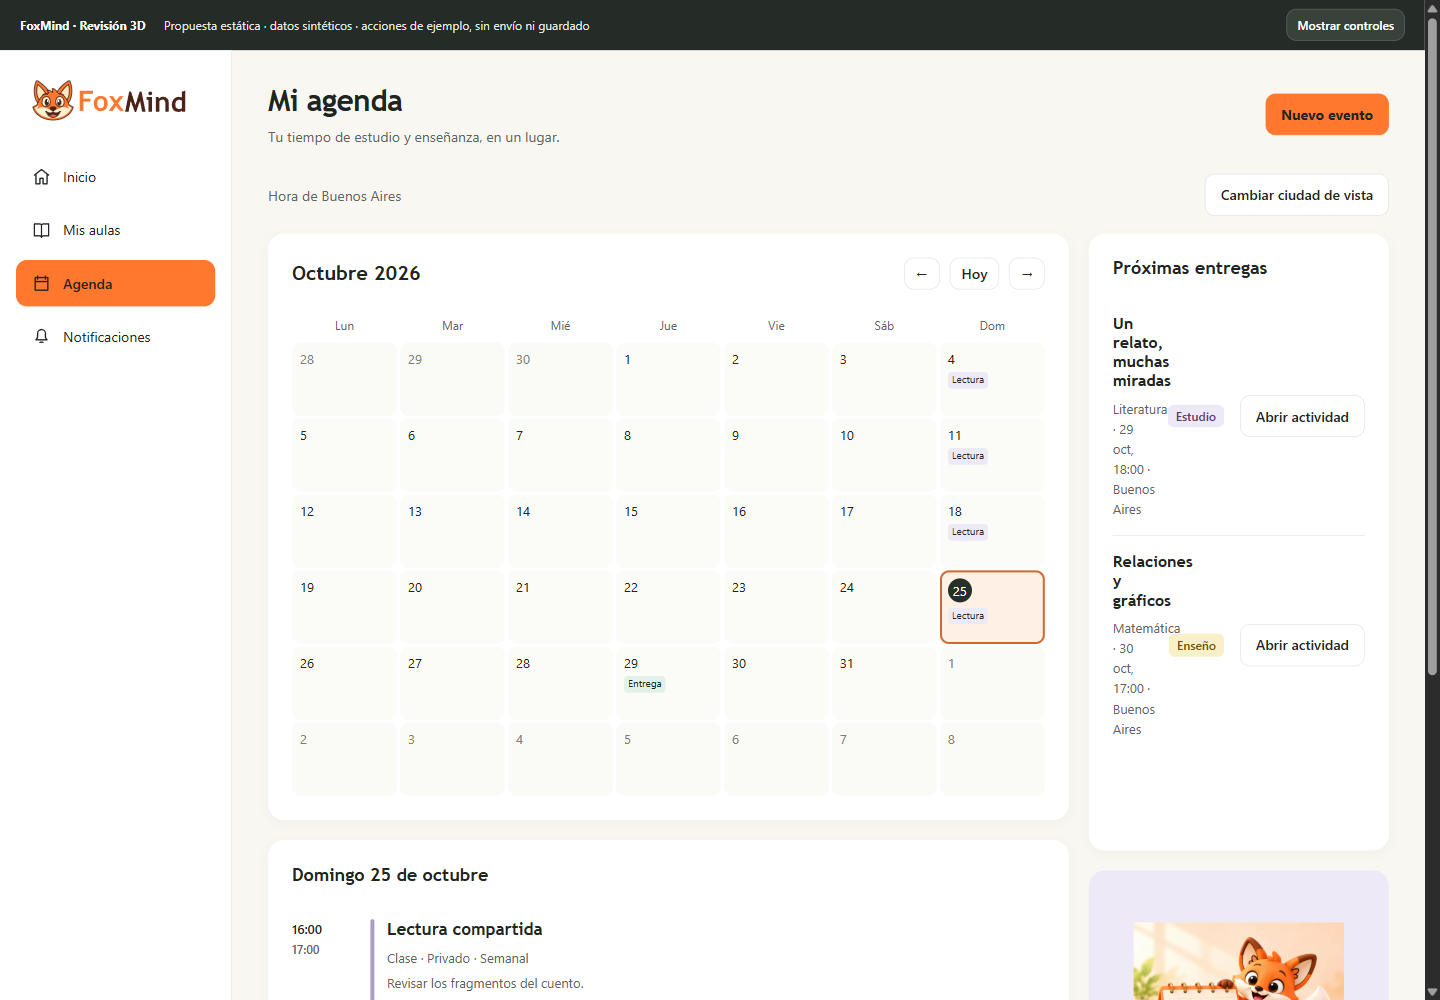 FoxMind · Revisión 3D
Propuesta estática · datos sintéticos · acciones de ejemplo, sin envío ni guardado
Mostrar controles
FoxMind
Inicio
Mis aulas
Agenda
Notificaciones
Mi agenda
Tu tiempo de estudio y enseñanza, en un lugar.
Nuevo evento
Hora de Buenos Aires
Cambiar ciudad de vista
Octubre 2026
← Hoy →
Lun Mar Mié Jue Vie Sáb Dom
28 29 30 1 2 3 4
Lectura
5 6 7 8 9 10 11
Lectura
12 13 14 15 16 17 18
Lectura
19 20 21 22 23 24 25
Lectura
26 27 28 29 30 31 1
Entrega
2 3 4 5 6 7 8
Próximas entregas
Un
relato,
muchas
miradas
Literatura
· 29
oct,
18:00 ·
Buenos
Aires
Estudio
Abrir actividad
Relaciones
y
gráficos
Matemática
· 30
oct,
17:00 ·
Buenos
Aires
Enseño
Abrir actividad
Domingo 25 de octubre
16:00
17:00
Lectura compartida
Clase · Privado · Semanal
Revisar los fragmentos del cuento.